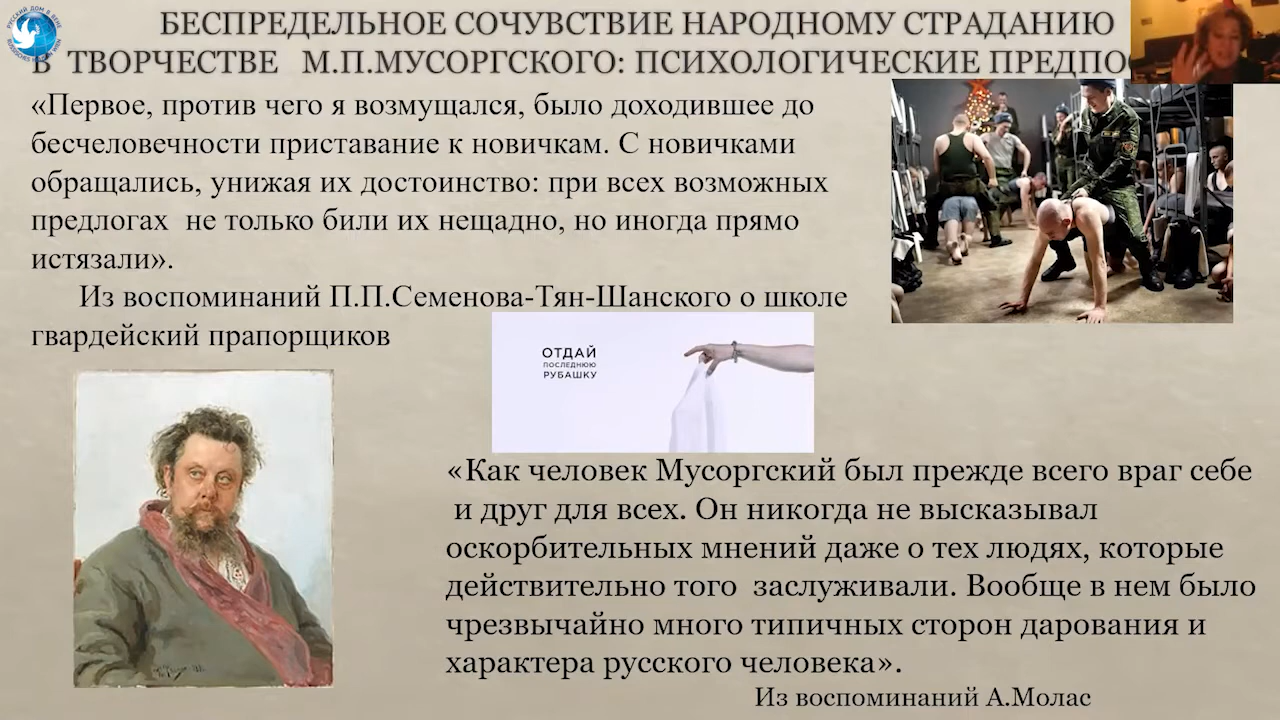 БЕСПРЕДЕЛЬНОЕ СОЧУВСТВИЕ НАРОДНОМУ СТРАДАНИЮ
В ТВОРЧЕСТВЕ М.П.МУСОРГСКОГО: ПСИХОЛОГИЧЕСКИЕ
«Первое, против чего я возмущался, было доходившее до
бесчеловечности приставание к новичкам. С новичками
обращались, унижая их достоинство: при всех возможных
предлогах не только били их нещадно, но иногда прямо
истязали».
Из воспоминаний П.П.Семенова-Тян-Шанского о школе
гвардейский прапорщиков
ОТДАЙ
ПОСЛЕДНЮЮ
РУБАШКУ
«Как человек Мусоргский был прежде всего враг себе
и друг для всех. Он никогда не высказывал
оскорбительных мнений даже о тех людях, которые
действительно того заслуживали. Вообще в нем было
чрезвычайно много типичных сторон дарования и
характера русского человека».
Из воспоминаний А.Молас